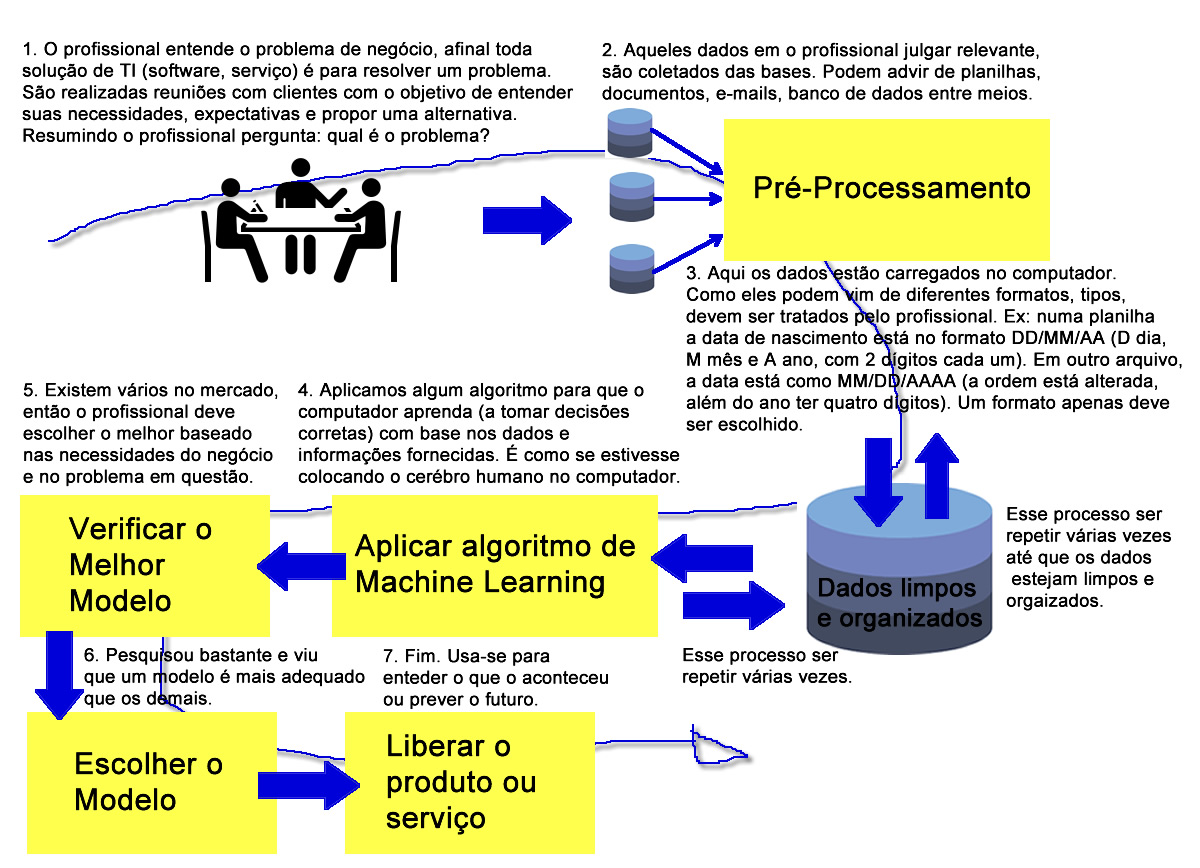 1. O profissional entende o problema de negócio, afinal toda
solução de TI (software, serviço) é para resolver um problema.
São realizadas reuniões com clientes com o objetivo de entender
suas necessidades, expectativas e propor uma alternativa.
Resumindo o profissional pergunta: qual é o problema?
2. Aqueles dados em o profissional julgar relevante,
são coletados das bases. Podem advir de planilhas,
documentos, e-mails, banco de dados entre meios.
Pré-Processamento
3. Aqui os dados estão carregados no computador.
Como eles podem vim de diferentes formatos, tipos,
devem ser tratados pelo profissional. Ex: numa planilha
a data de nascimento está no formato DD/MM/AA (D dia,
M mês e A ano, com 2 dígitos cada um). Em outro arquivo,
a data está como MM/DD/AAAA (a ordem está alterada,
além do ano ter quatro dígitos). Um formato apenas deve
ser escolhido.
Dados limpos
e organizados
Esse processo ser
repetir várias vezes
até que os dados
estejam limpos e
orgaizados.
4. Aplicamos algum algoritmo para que o
computador aprenda (a tomar decisões
corretas) com base nos dados e
informações fornecidas. É como se estivesse
colocando o cerébro humano no computador.
Aplicar algoritmo de
Machine Learning
Esse processo ser
repetir várias vezes.
5. Existem vários no mercado,
então o profissional deve
escolher o melhor baseado
nas necessidades do negócio
e no problema em questão.
Verificar o
Melhor
Modelo
6. Pesquisou bastante e viu
que um modelo é mais adequado
que os demais.
Escolher o
Modelo
7. Fim. Usa-se para
enteder o que o aconteceu
ou prever o futuro.
Liberar o
produto ou
serviço